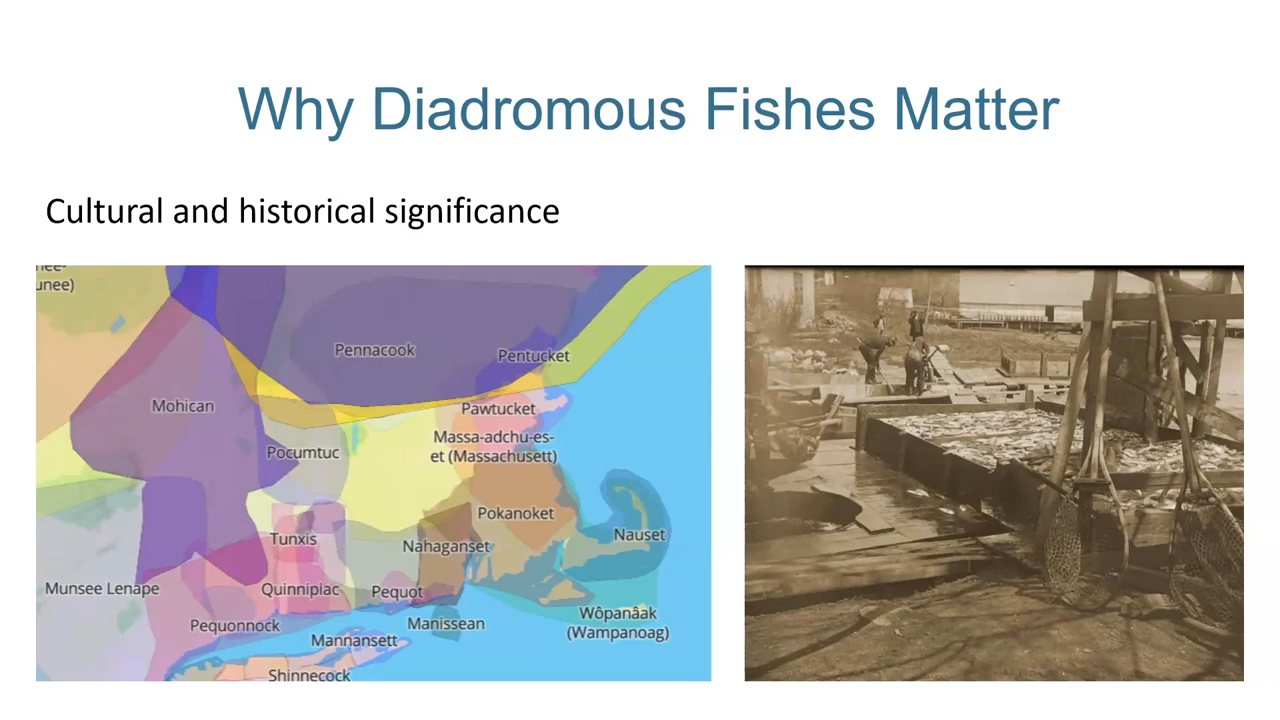 Why Diadromous Fishes Matter
Cultural and historical significance
unee)
Pennacook
Pentucket
Mohican
Pawtucket
Massa-adchu-es-
et (Massachusett)
Pocumtuc
Pokanoket
Nauset
Tunxis
Nahaganset
Munsee Lenape
Quinnipiac
Pequot
Pequonnock
Manissean
Wôpanâak
(Wampanoag)
Mannansett
Shinnecock